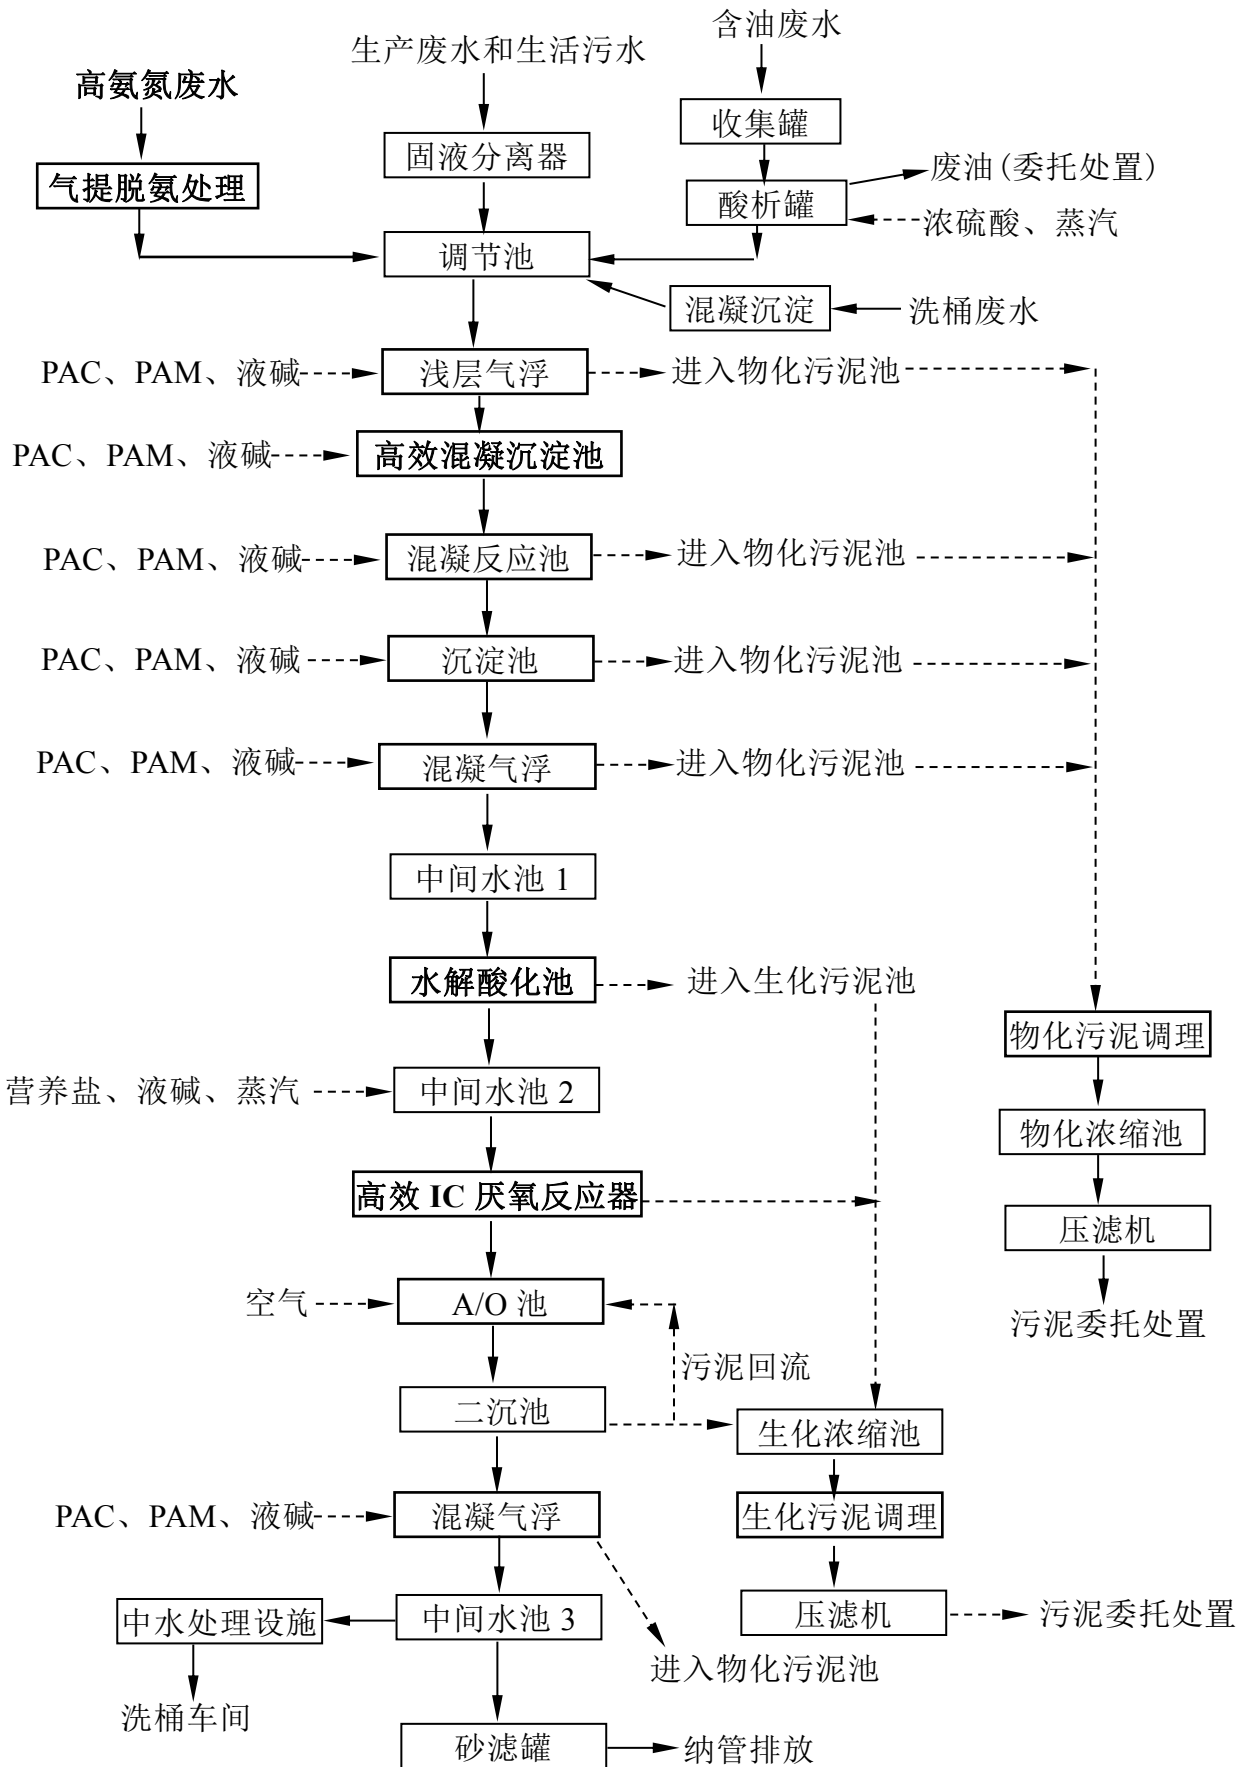 含油废水
生产废水和生活污水
高氨氮废水
收集罐
固液分离器
废油(委托处置)
气提脱氨处理
酸析罐
浓硫酸、蒸汽
调节池
混凝沉淀
洗桶废水
PAC、PAM、液碱
浅层气浮
进入物化污泥池
PAC、PAM、液碱
高效混凝沉淀池
PAC、PAM、液碱
混凝反应池
进入物化污泥池
PAC、PAM、液碱
沉淀池
进入物化污泥池
PAC、PAM、液碱
混凝气浮
进入物化污泥池
中间水池 1
水解酸化池
进入生化污泥池
物化污泥调理
营养盐、液碱、蒸汽
中间水池 2
物化浓缩池
高效 IC 厌氧反应器
压滤机
空气
A/O 池
污泥委托处置
污泥回流
二沉池
生化浓缩池
PAC、PAM、液碱
混凝气浮
生化污泥调理
中水处理设施
中间水池 3
压滤机
污泥委托处置
进入物化污泥池
洗桶车间
砂滤罐
纳管排放